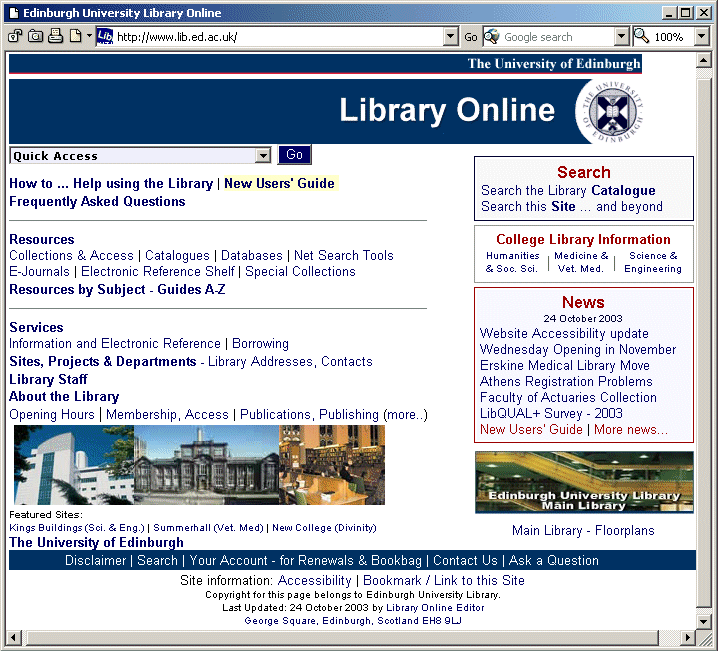 Edinburgh University Library Online
http://www.lib.ed.ac.uk/
Go
Google search
100%
The University of Edinburgh
Library Online
THE UNIVERSITY OF EDINBURGH
Quick Access
Go
How to ... Help using the Library | New Users' Guide
Frequently Asked Questions
Resources
Collections & Access | Catalogues | Databases | Net Search Tools
E-Journals | Electronic Reference Shelf | Special Collections
Resources by Subject - Guides A-Z
Services
Information and Electronic Reference | Borrowing
Sites, Projects & Departments - Library Addresses, Contacts
Library Staff
About the Library
Opening Hours | Membership, Access | Publications, Publishing (more..)
Featured Sites:
Kings Buildings (Sci. & Eng.) | Summerhall (Vet. Med) | New College (Divinity)
The University of Edinburgh
Search
Search the Library Catalogue
Search this Site ... and beyond
College Library Information
Humanities & Soc. Sci. | Medicine & Vet. Med. | Science & Engineering
News
24 October 2003
Website Accessibility update
Wednesday Opening in November
Erskine Medical Library Move
Athens Registration Problems
Faculty of Actuaries Collection
LibQUAL+ Survey - 2003
New Users' Guide | More news...
Edinburgh University Library
Main Library
Main Library - Floorplans
Disclaimer | Search | Your Account - for Renewals & Bookbag | Contact Us | Ask a Question
Site information: Accessibility | Bookmark / Link to this Site
Copyright for this page belongs to Edinburgh University Library.
Last Updated: 24 October 2003 by Library Online Editor
George Square, Edinburgh, Scotland EH8 9LJ